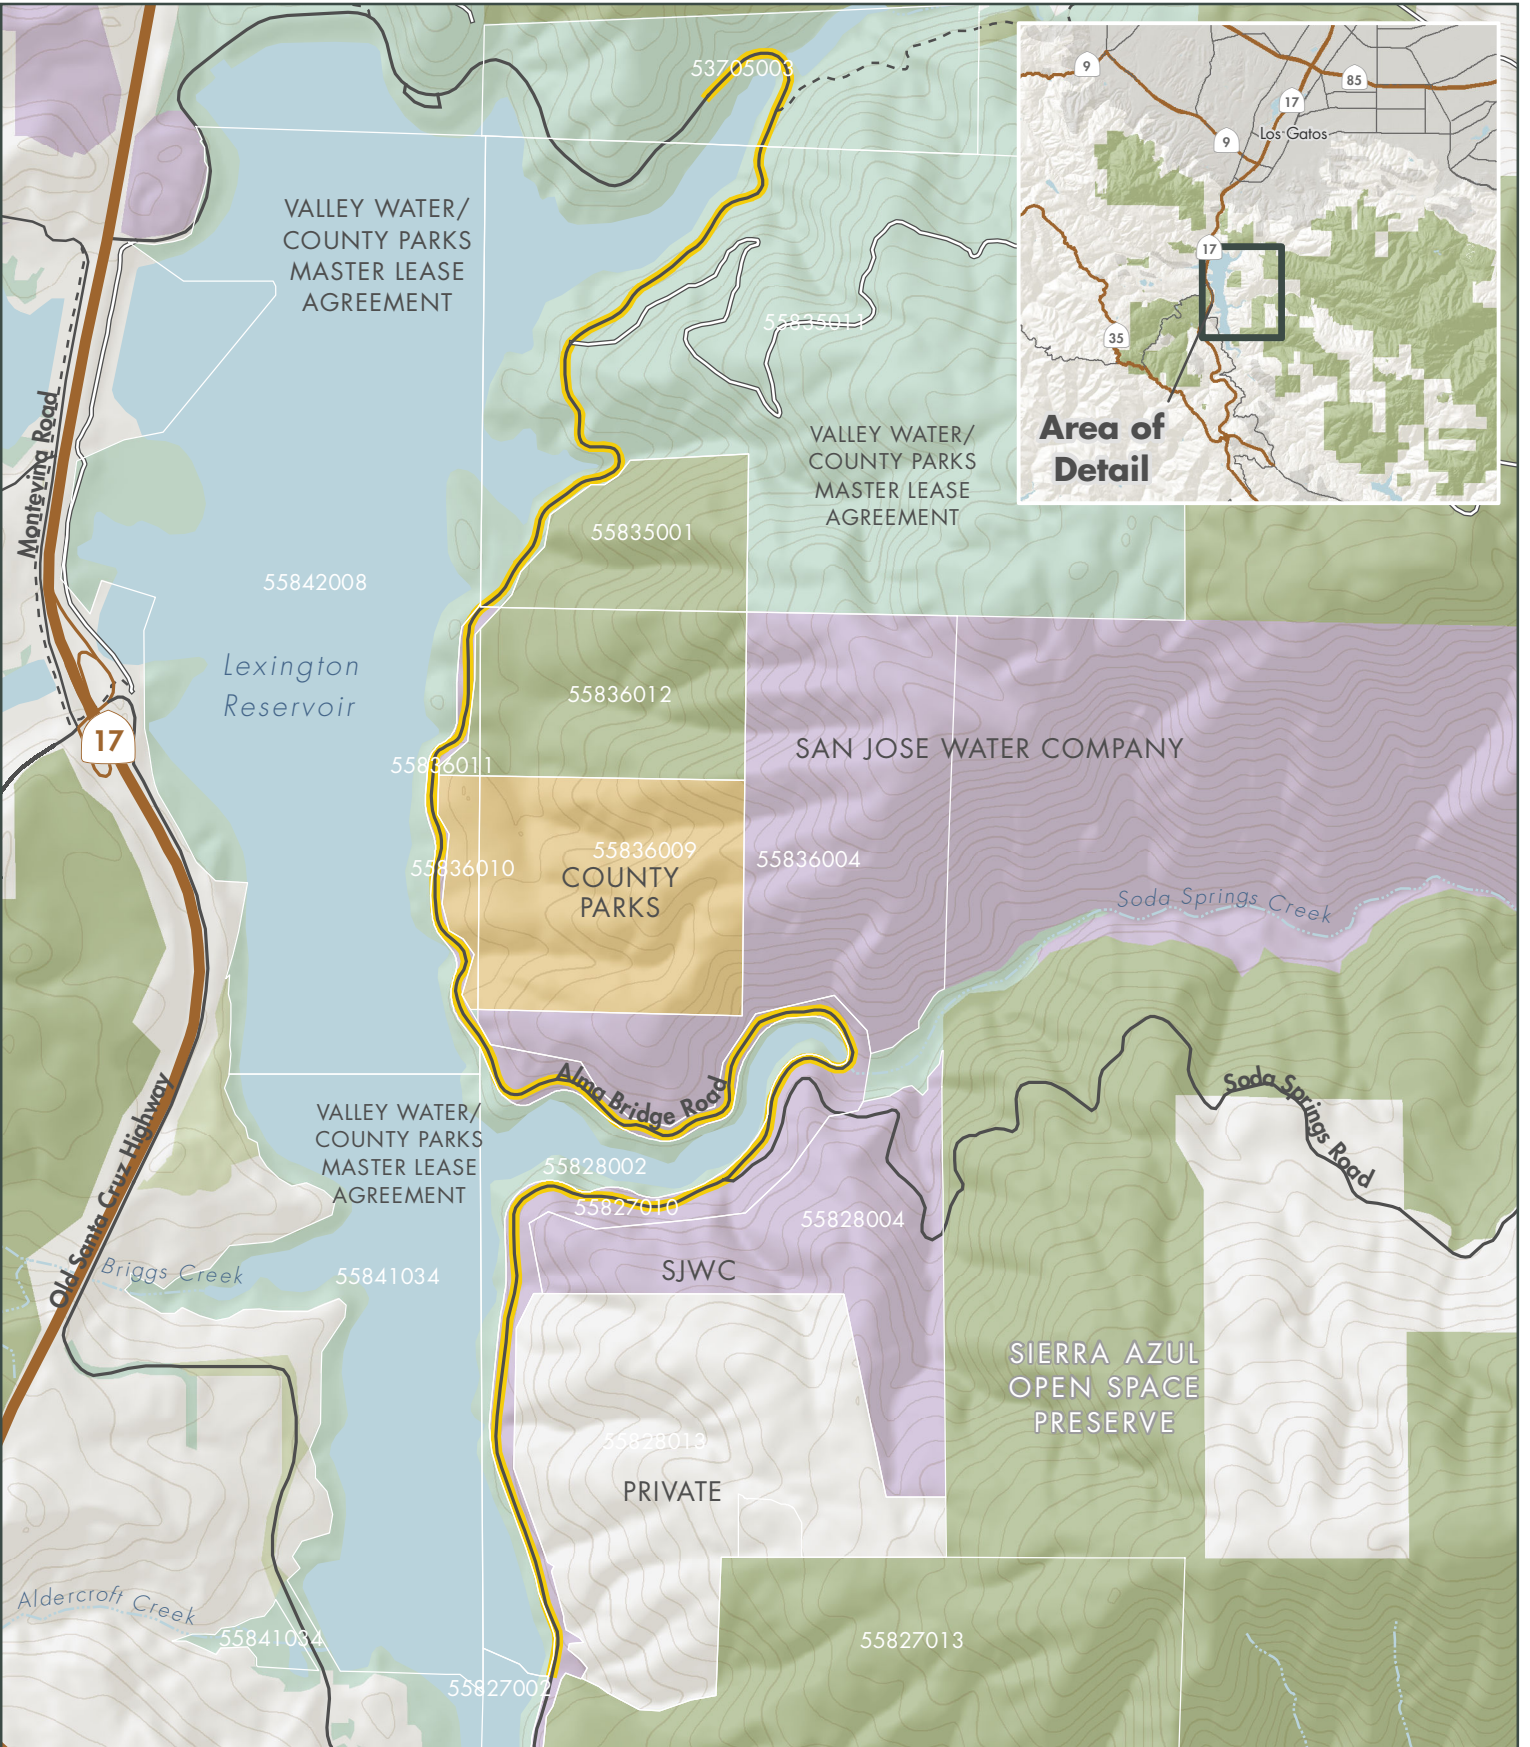 53705003
9
85
17
Los Gatos
9
17
35
Area of
Detail
VALLEY WATER/
COUNTY PARKS
MASTER LEASE
AGREEMENT
55835011
Montevina Road
VALLEY WATER/
COUNTY PARKS
MASTER LEASE
AGREEMENT
55835001
55842008
Lexington
Reservoir
55836012
17
55836011
SAN JOSE WATER COMPANY
55836009
55836010
COUNTY
PARKS
55836004
Soda Springs Creek
Alma Bridge Road
Soda Springs Road
Old Santa Cruz Highway
VALLEY WATER/
COUNTY PARKS
MASTER LEASE
AGREEMENT
55828002
55827010
55828004
SJWC
Briggs Creek
55841034
SIERRA AZUL
OPEN SPACE
PRESERVE
55828013
PRIVATE
Aldercroft Creek
55841034
55827013
55827002